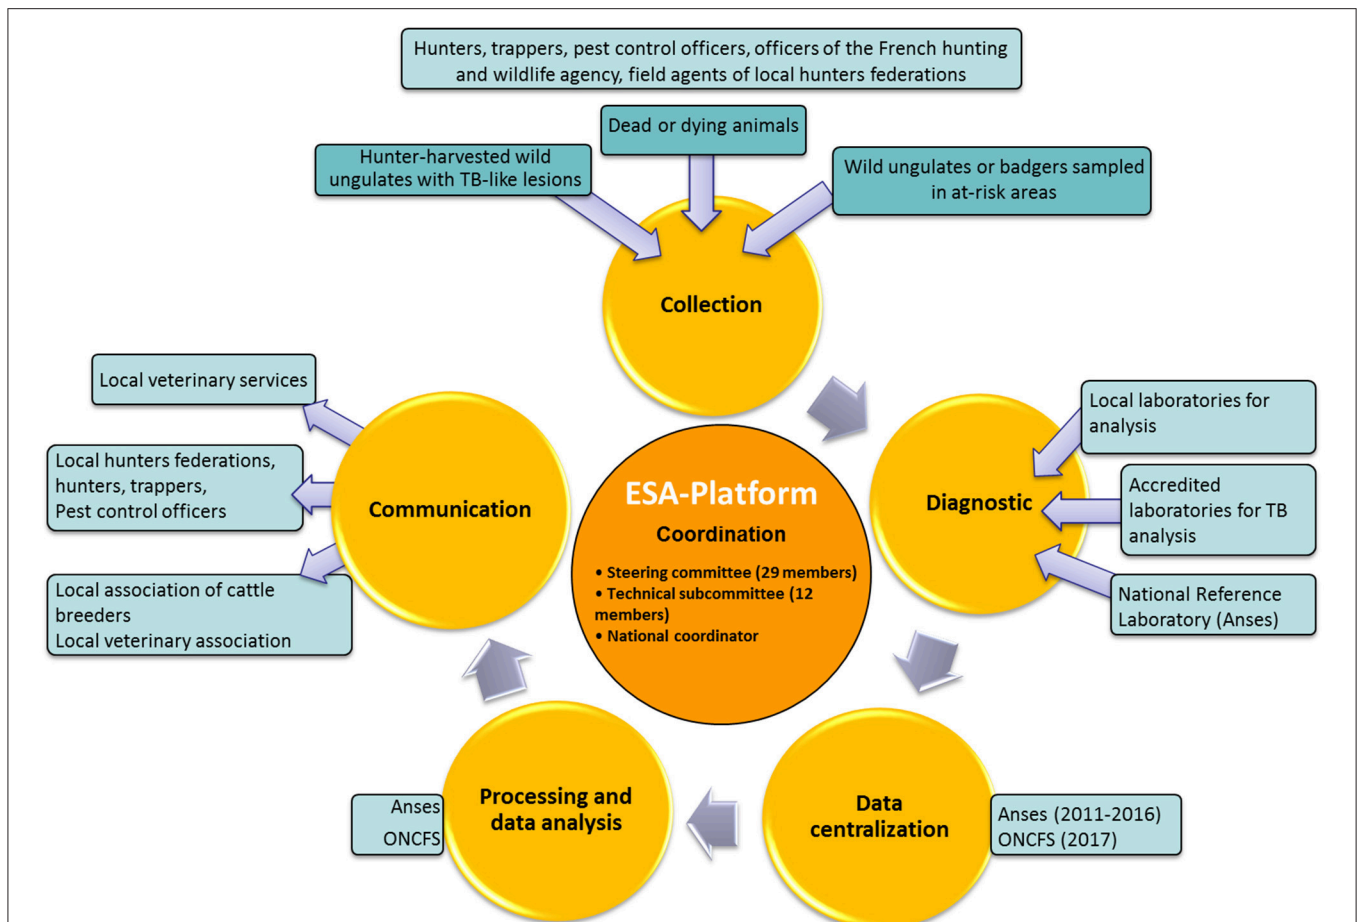 Hunters, trappers, pest control officers, officers of the French hunting
and wildlife agency, field agents of local hunters federations
Dead or dying animals
Hunter-harvested wild
ungulates with TB-like lesions
Wild ungulates or badgers sampled
in at-risk areas
Collection
Local veterinary services
Local hunters federations,
hunters, trappers,
Pest control officers
Local association of cattle
breeders
Local veterinary association
Communication
ESA-Platform
Coordination
• Steering committee (29 members)
• Technical subcommittee (12
members)
• National coordinator
Diagnostic
Local laboratories for
analysis
Accredited
laboratories for TB
analysis
National Reference
Laboratory (Anses)
Anses
ONCFS
Processing and
data analysis
Data
centralization
Anses (2011-2016)
ONCFS (2017)